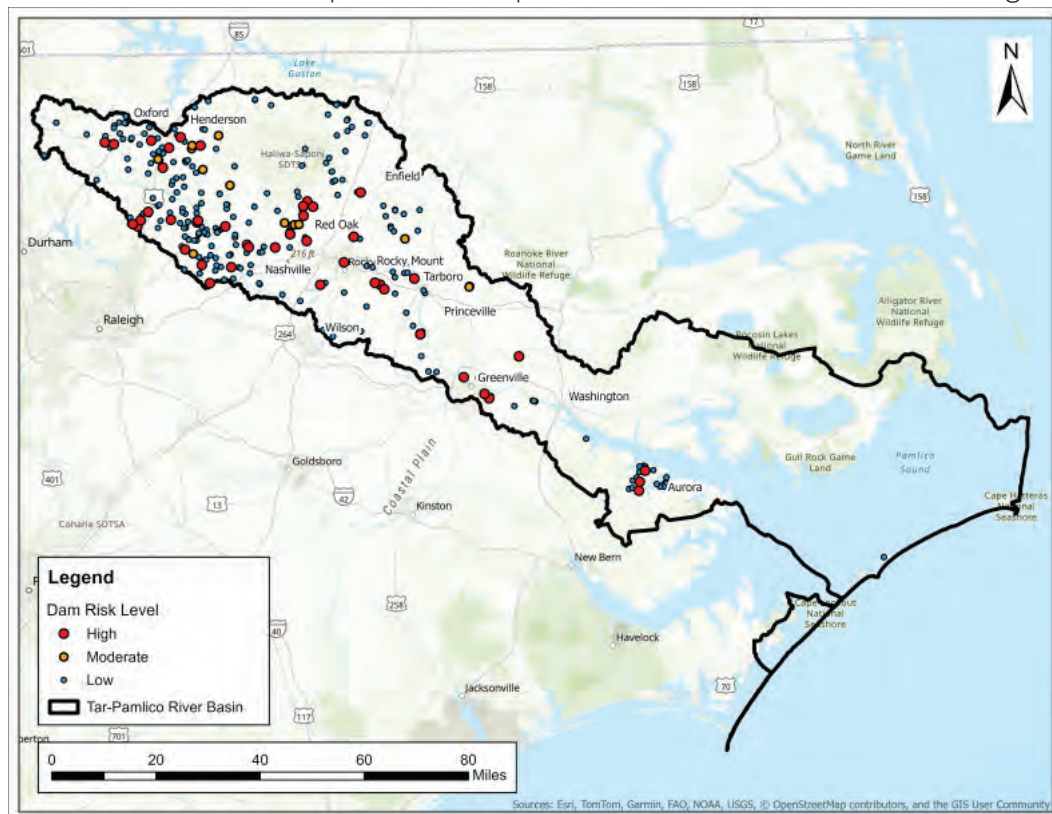 85
17
601
Lake
Gaston
158
158
N
Oxford
Henderson
North River
Game Land
Haliwa-Saponi
SDTSA
Enfield
158
Durham
Red Oak
Roanoke River
National
Wildlife Refuge
216 ft
Rocky Mount
Nashville
Tarboro
Alligator River
National
Wildlife Refuge
Raleigh
Princeville
264
Wilson
Pocosin Lakes
National
Wildlife Refuge
Greenville
Washington
Gull Rock Game
Land
Pamlico
Sound
Goldsboro
Coastal Plain
401
42
13
Aurora
Cape Hatteras
National
Seashore
Coharie SDTSA
Kinston
New Bern
Legend
Dam Risk Level
High
Moderate
Low
Tar-Pamlico River Basin
258
40
Cape Lookout
National
Seashore
Havelock
70
Jacksonville
117
701
0 20 40 60 80
Miles
Sources: Esri, TomTom, Garmin, FAO, NOAA, USGS, © OpenStreetMap contributors, and the GIS User Community